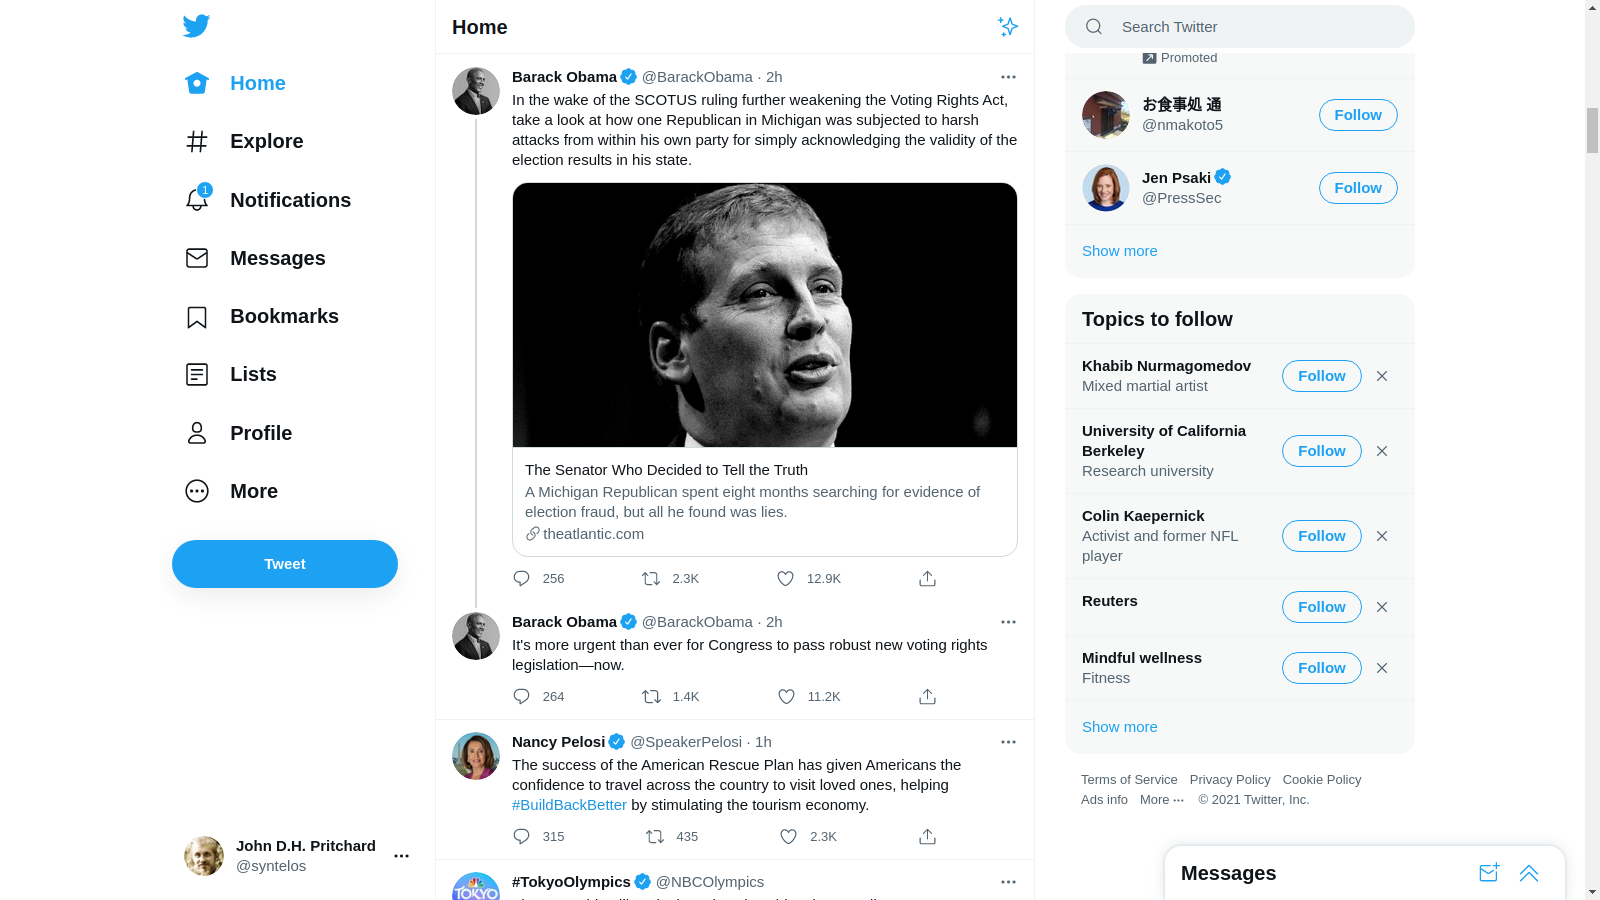 Home
Explore
1
Notifications
Messages
Bookmarks
Lists
Profile
More
Tweet
John D.H. Pritchard
@syntelos
Home
Barack Obama @BarackObama · 2h
In the wake of the SCOTUS ruling further weakening the Voting Rights Act,
take a look at how one Republican in Michigan was subjected to harsh
attacks from within his own party for simply acknowledging the validity of the
election results in his state.
The Senator Who Decided to Tell the Truth
A Michigan Republican spent eight months searching for evidence of
election fraud, but all he found was lies.
theatlantic.com
256 2.3K 12.9K
Barack Obama @BarackObama · 2h
It's more urgent than ever for Congress to pass robust new voting rights
legislation—now.
264 1.4K 11.2K
Nancy Pelosi @SpeakerPelosi · 1h
The success of the American Rescue Plan has given Americans the
confidence to travel across the country to visit loved ones, helping
#BuildBackBetter by stimulating the tourism economy.
315 435 2.3K
#TokyoOlympics @NBCOlympics
TOKYO
Search Twitter
Promoted
お食事処 通
@nmakoto5
Follow
Jen Psaki
@PressSec
Follow
Show more
Topics to follow
Khabib Nurmagomedov
Mixed martial artist
Follow
University of California
Berkeley
Research university
Follow
Colin Kaepernick
Activist and former NFL
player
Follow
Reuters
Follow
Mindful wellness
Fitness
Follow
Show more
Terms of Service Privacy Policy Cookie Policy
Ads info More ··· © 2021 Twitter, Inc.
Messages